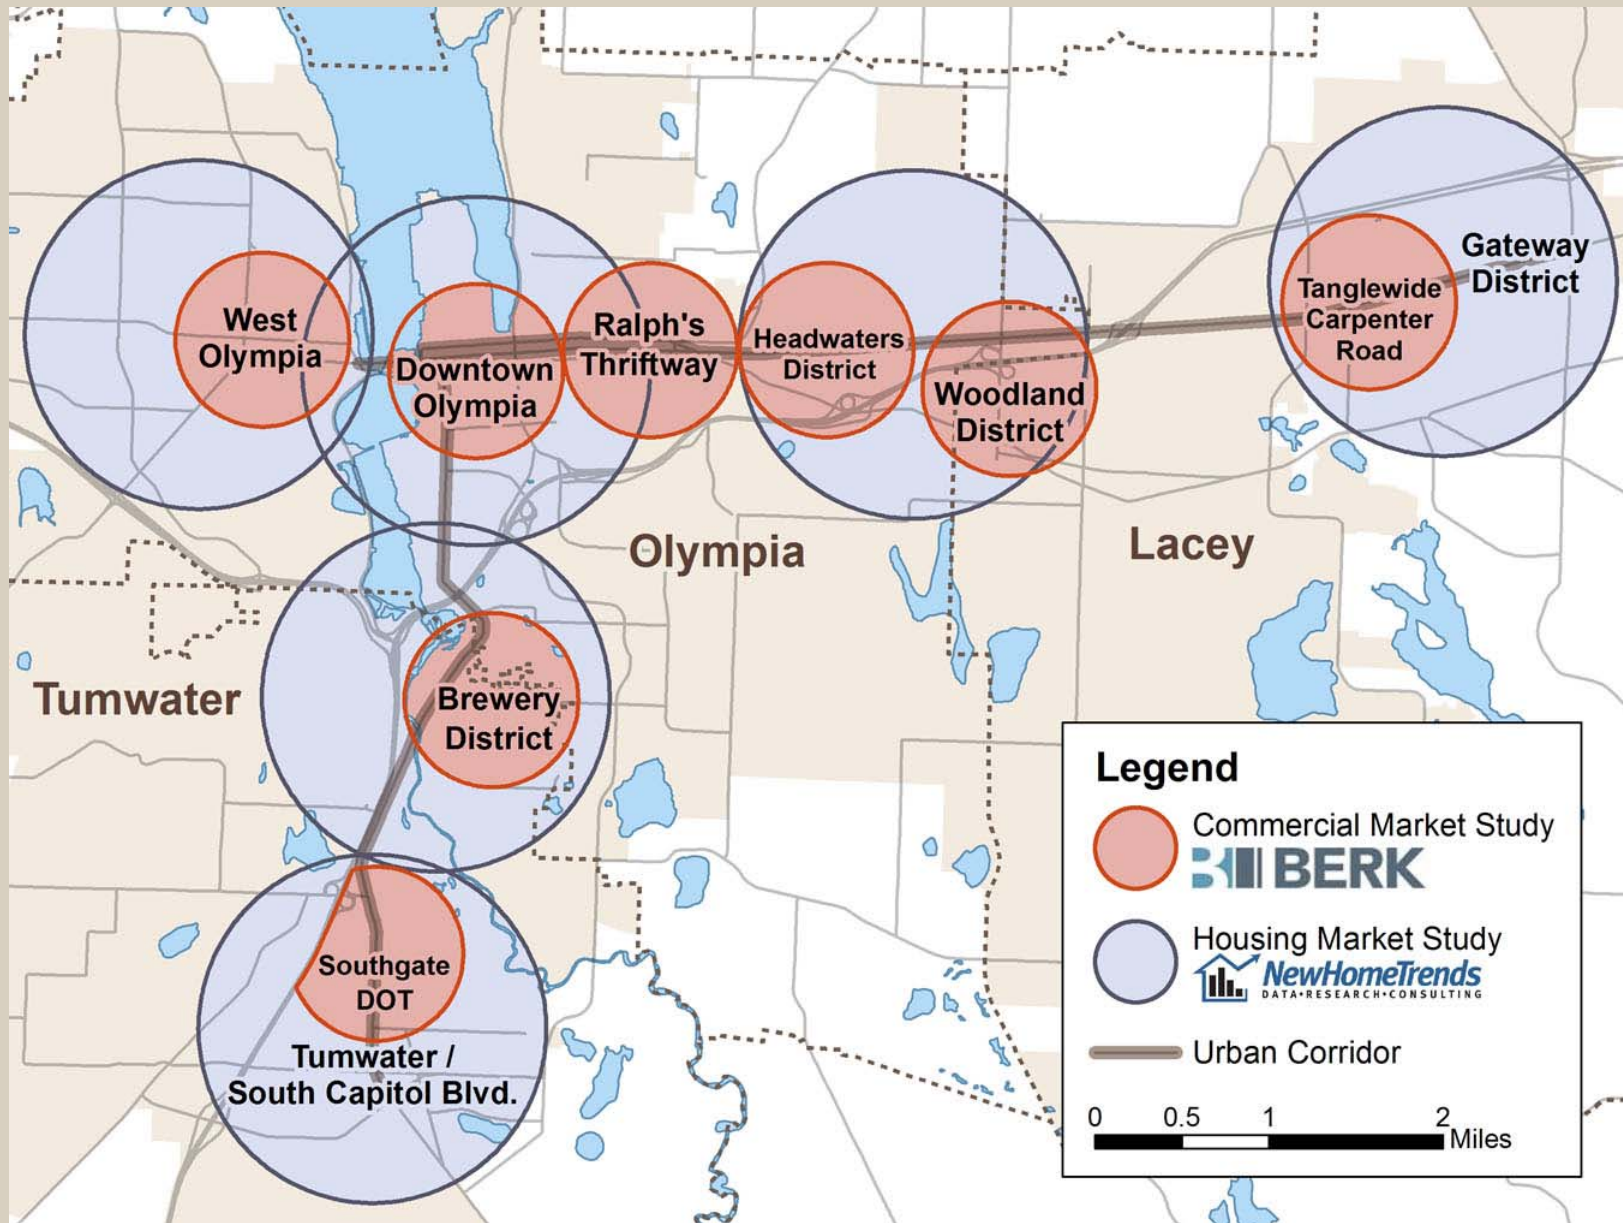 West
Olympia
Downtown
Olympia
Ralph's
Thriftway
Headwaters
District
Woodland
District
Tanglewide
Carpenter
Road
Gateway
District
Olympia
Lacey
Tumwater
Brewery
District
Southgate
DOT
Tumwater /
South Capitol Blvd.
Legend
Commercial Market Study
BERK
Housing Market Study
NewHomeTrends
DATA•RESEARCH•CONSULTING
Urban Corridor
0 0.5 1 2
Miles